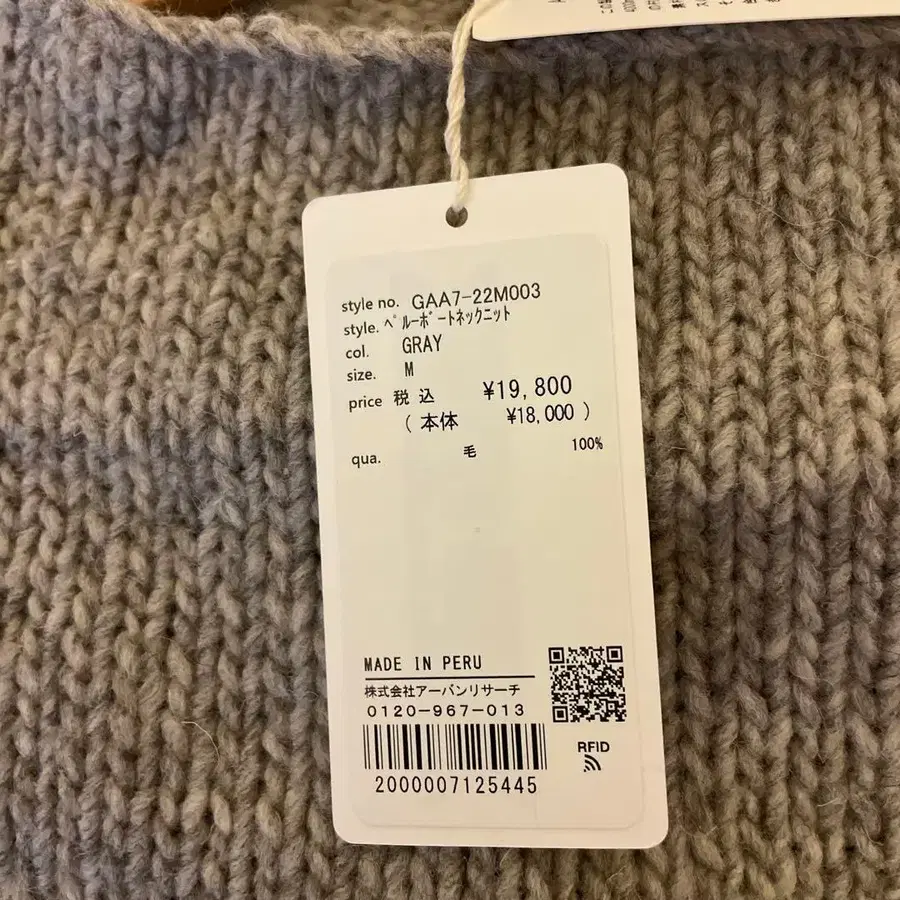 style no. GAA7-22M003
style. ﾍﾟﾙｰﾎﾞｰﾄネックニット
col. GRAY
size. M
price 税 込 ¥19,800
( 本体 ¥18,000 )
qua. 毛 100%
MADE IN PERU
株式会社アーバンリサーチ
0120-967-013
RFID
2000007125445